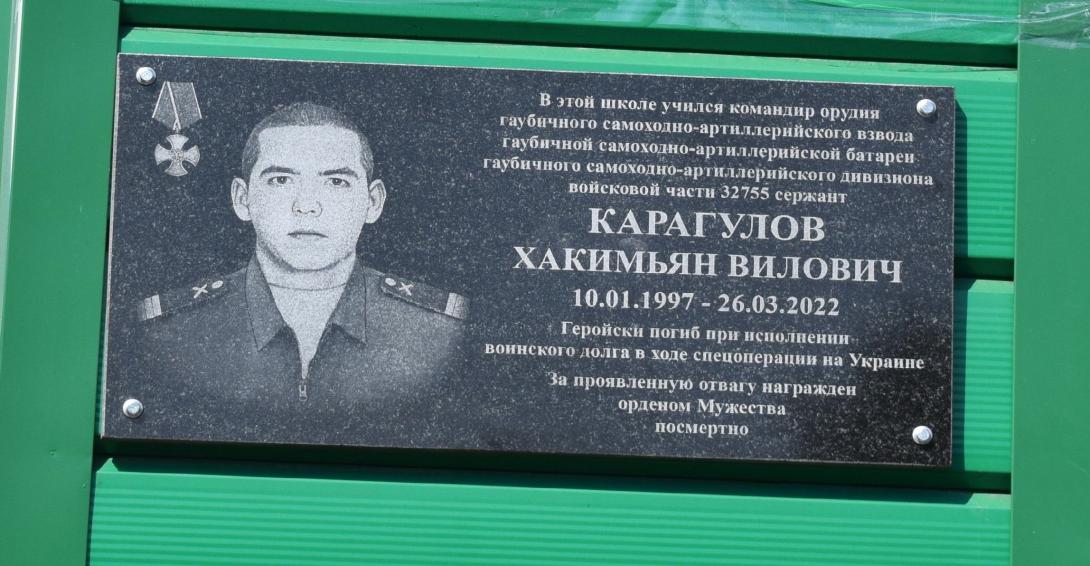 В этой школе учился командир орудия
гаубичного самоходно-артиллерийского взвода
гаубичной самоходно-артиллерийской батареи
гаубичного самоходно-артиллерийского дивизиона
войсковой части 32755 сержант
КАРАГУЛОВ
ХАКИМЬЯН ВИЛОВИЧ
10.01.1997 - 26.03.2022
Геройски погиб при исполнении
воинского долга в ходе спецоперации на Украине
За проявленную отвагу награжден
орденом Мужества
посмертно